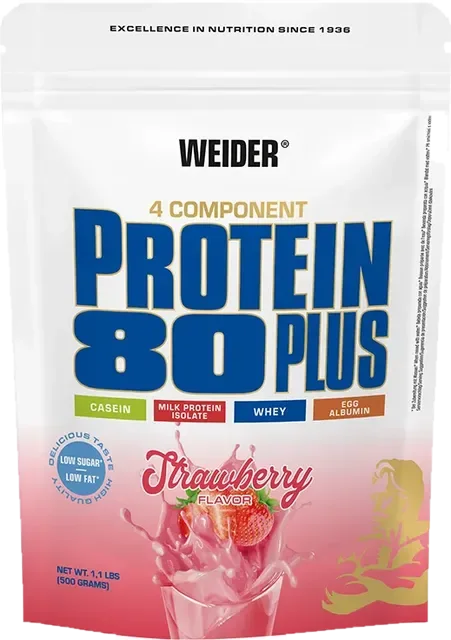 EXCELLENCE IN NUTRITION SINCE 1936
WEIDER®
4 COMPONENT
PROTEIN
80 PLUS
CASEIN
MILK PROTEIN
ISOLATE
WHEY
EGG
ALBUMIN
DELICIOUS TASTE
LOW SUGAR*
LOW FAT*
HIGH QUALITY
Strawberry
FLAVOR
NET WT. 1,1 LBS
(500 GRAMS)